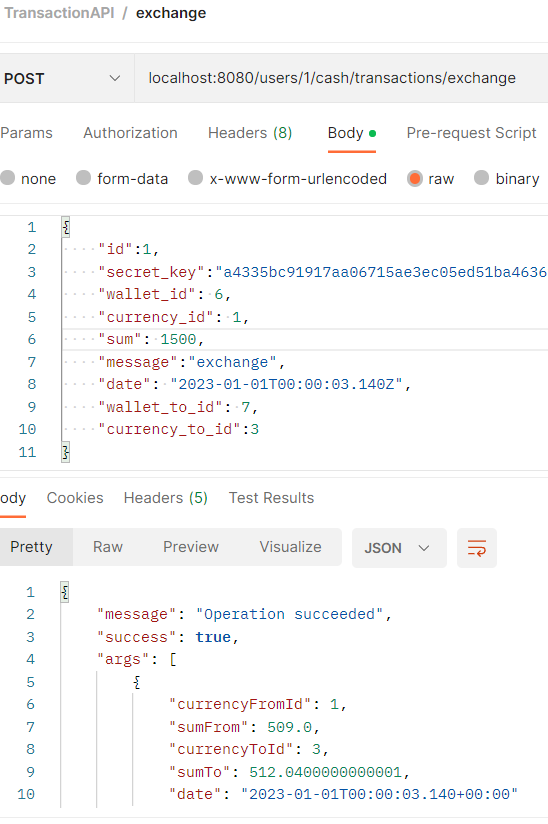 TransactionAPI / exchange
POST localhost:8080/users/1/cash/transactions/exchange
Params Authorization Headers (8) Body Pre-request Script
none form-data x-www-form-urlencoded raw binary
1 {
2 "id":1,
3 "secret_key":"a4335bc91917aa06715ae3ec05ed51ba4636
4 "wallet_id": 6,
5 "currency_id": 1,
6 "sum": 1500,
7 "message":"exchange",
8 "date": "2023-01-01T00:00:03.140Z",
9 "wallet_to_id": 7,
10 "currency_to_id":3
11 }
ody Cookies Headers (5) Test Results
Pretty Raw Preview Visualize JSON
1 {
2 "message": "Operation succeeded",
3 "success": true,
4 "args": [
5 {
6 "currencyFromId": 1,
7 "sumFrom": 509.0,
8 "currencyToId": 3,
9 "sumTo": 512.0400000000001,
10 "date": "2023-01-01T00:00:03.140+00:00"